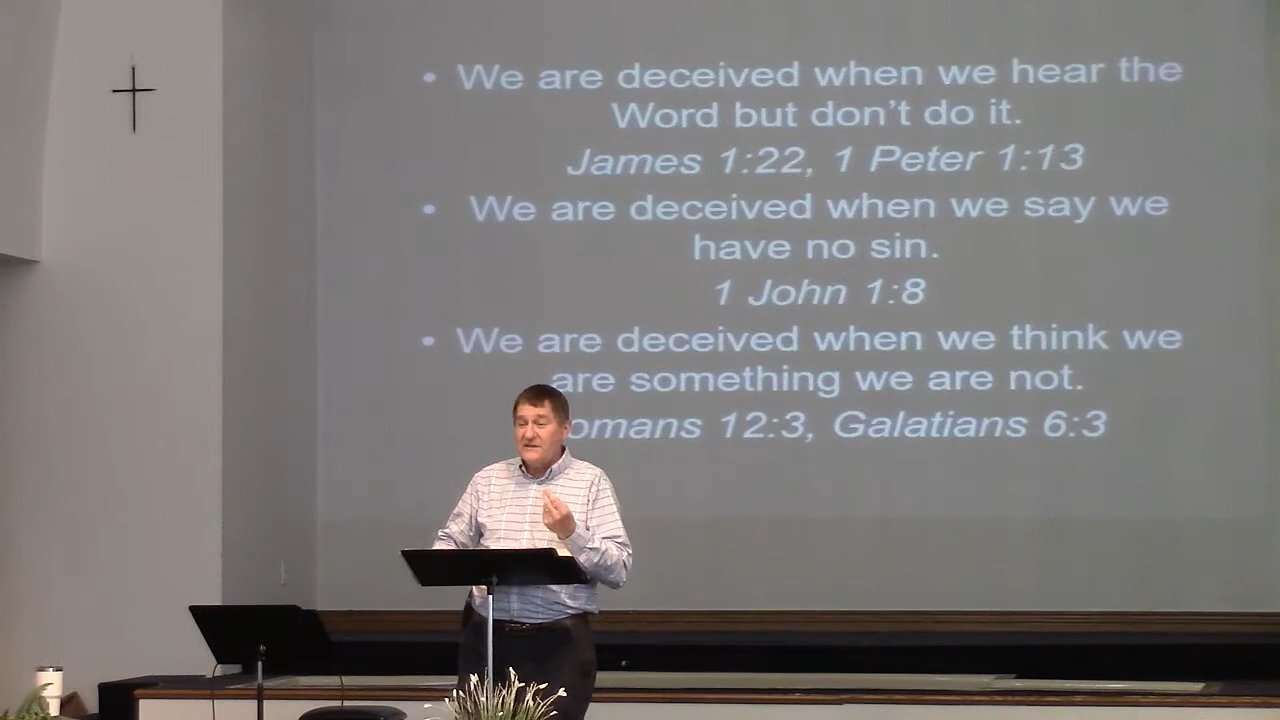 • We are deceived when we hear the
Word but don't do it.
James 1:22, 1 Peter 1:13
• We are deceived when we say we
have no sin.
1 John 1:8
• We are deceived when we think we
are something we are not.
omans 12:3, Galatians 6:3